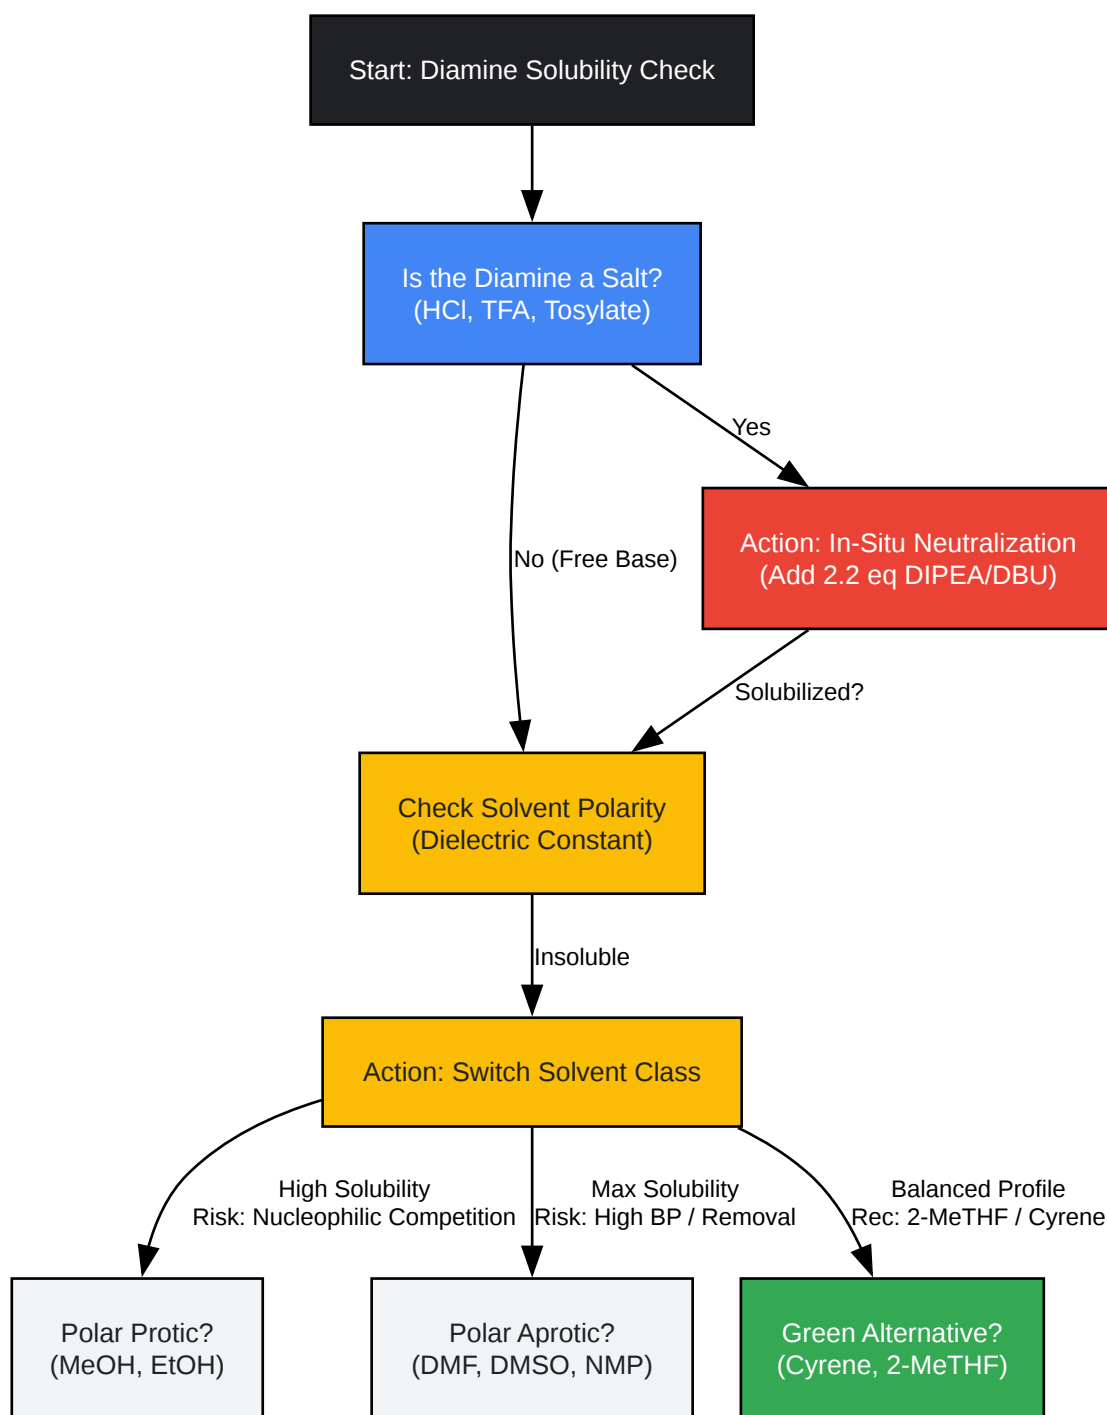 Start: Diamine Solubility Check
Is the Diamine a Salt?
(HCl, TFA, Tosylate)
Yes
No (Free Base)
Action: In-Situ Neutralization
(Add 2.2 eq DIPEA/DBU)
Solubilized?
Check Solvent Polarity
(Dielectric Constant)
Insoluble
Action: Switch Solvent Class
High Solubility
Risk: Nucleophilic Competition
Max Solubility
Risk: High BP / Removal
Balanced Profile
Rec: 2-MeTHF / Cyrene
Polar Protic?
(MeOH, EtOH)
Polar Aprotic?
(DMF, DMSO, NMP)
Green Alternative?
(Cyrene, 2-MeTHF)